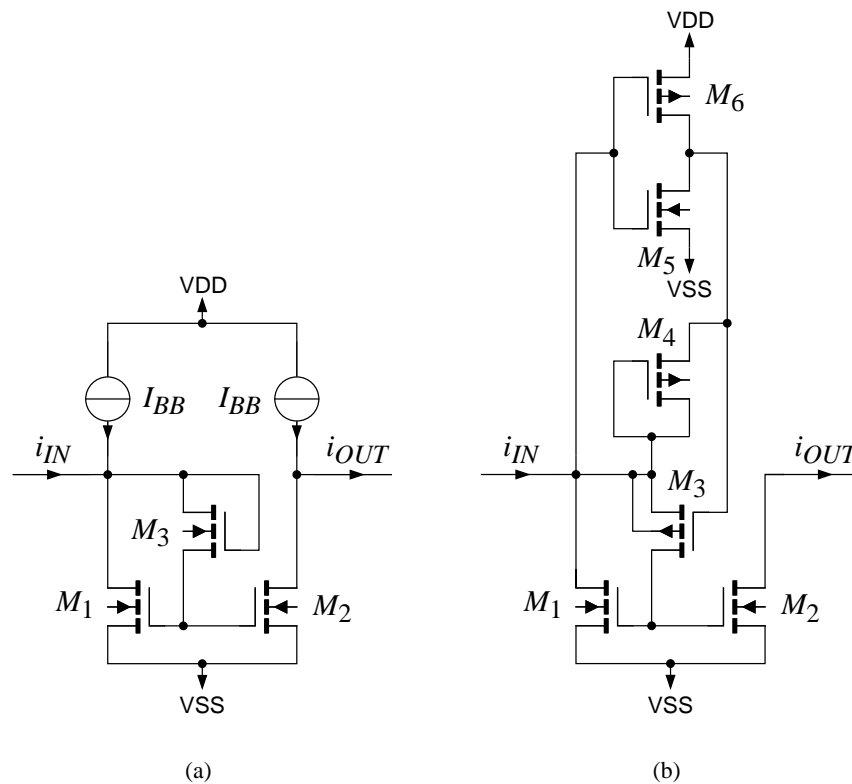 VDD
M6
M5
VSS
VDD
M4
IBB IBB
iIN iOUT iIN M3 iOUT
M3
M1 M2 M1 M2
VSS VSS
(a) (b)